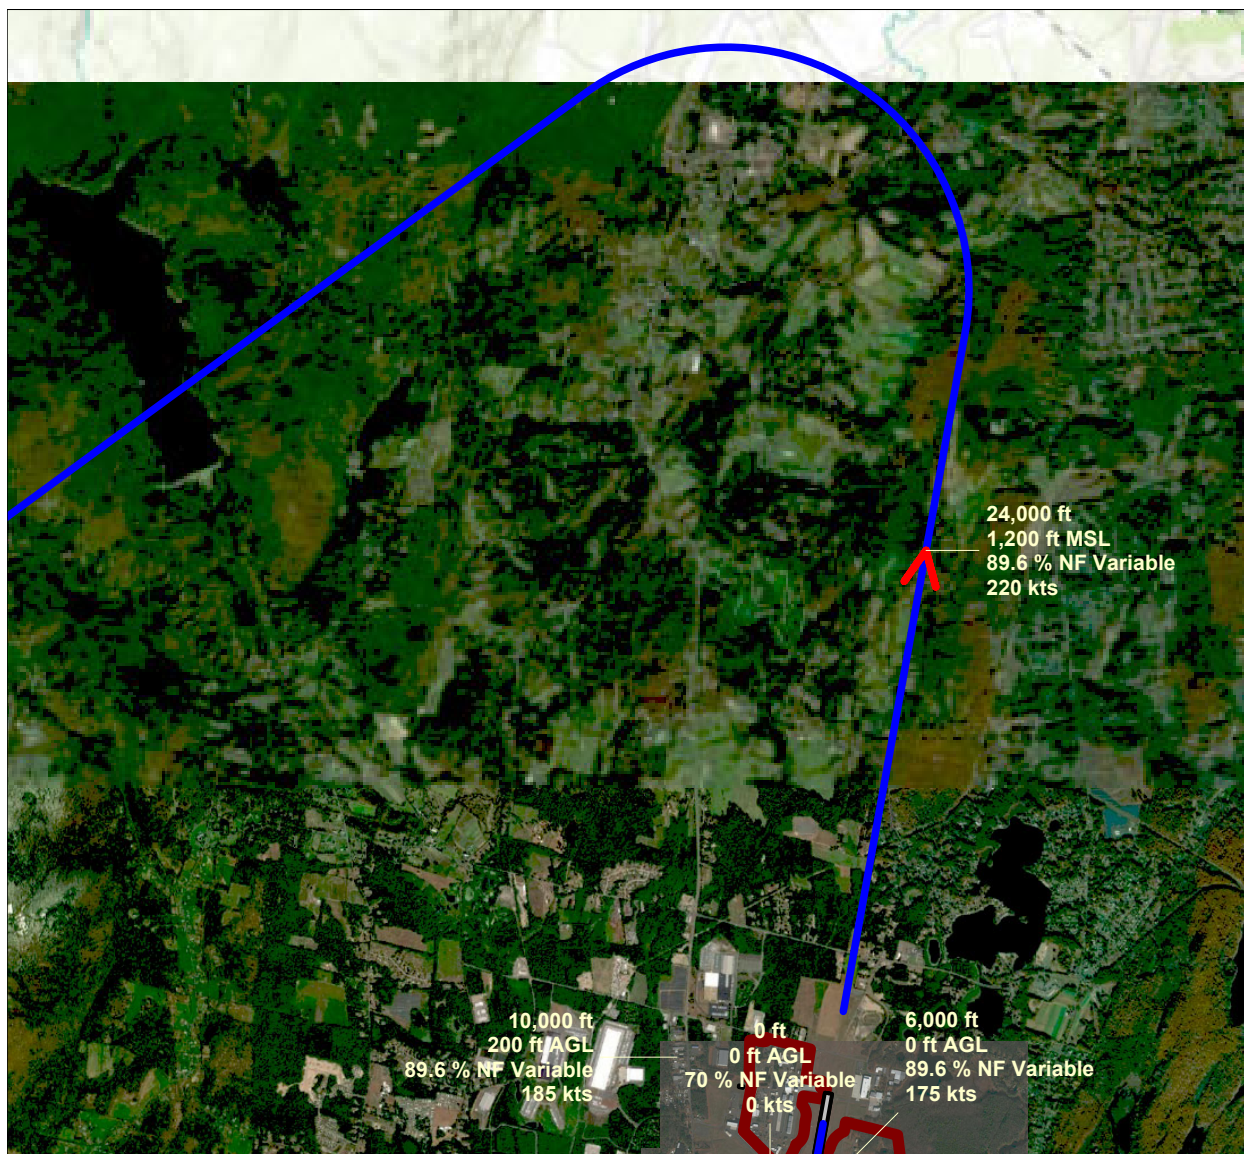 24,000 ft
1,200 ft MSL
89.6 % NF Variable
220 kts
10,000 ft
200 ft AGL
89.6 % NF Variable
185 kts
0 ft
0 ft AGL
70 % NF Variable
0 kts
6,000 ft
0 ft AGL
89.6 % NF Variable
175 kts